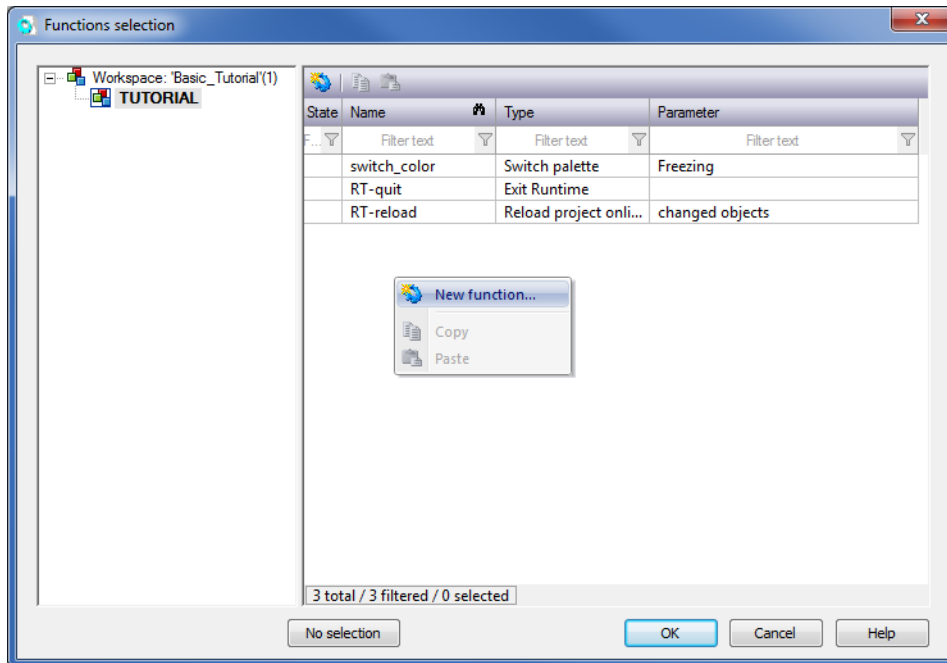 Functions selection
Workspace: 'Basic_Tutorial'(1)
TUTORIAL
State Name Type Parameter
F... Filter text Filter text Filter text
switch_color Switch palette Freezing
RT-quit Exit Runtime
RT-reload Reload project onli... changed objects
New function...
Copy
Paste
3 total / 3 filtered / 0 selected
No selection OK Cancel Help